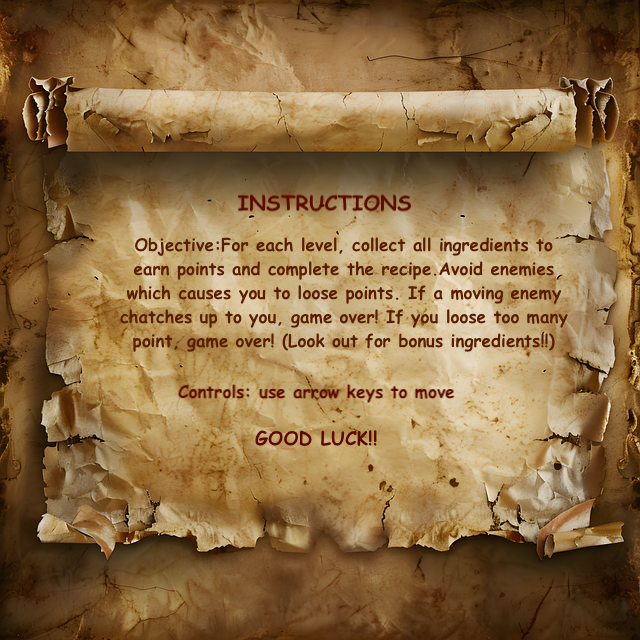 INSTRUCTIONS
Objective:For each level, collect all ingredients to
earn points and complete the recipe.Avoid enemies,
which causes you to loose points. If a moving enemy
chatches up to you, game over! If you loose too many
point, game over! (Look out for bonus ingredients!!)
Controls: use arrow keys to move
GOOD LUCK!!